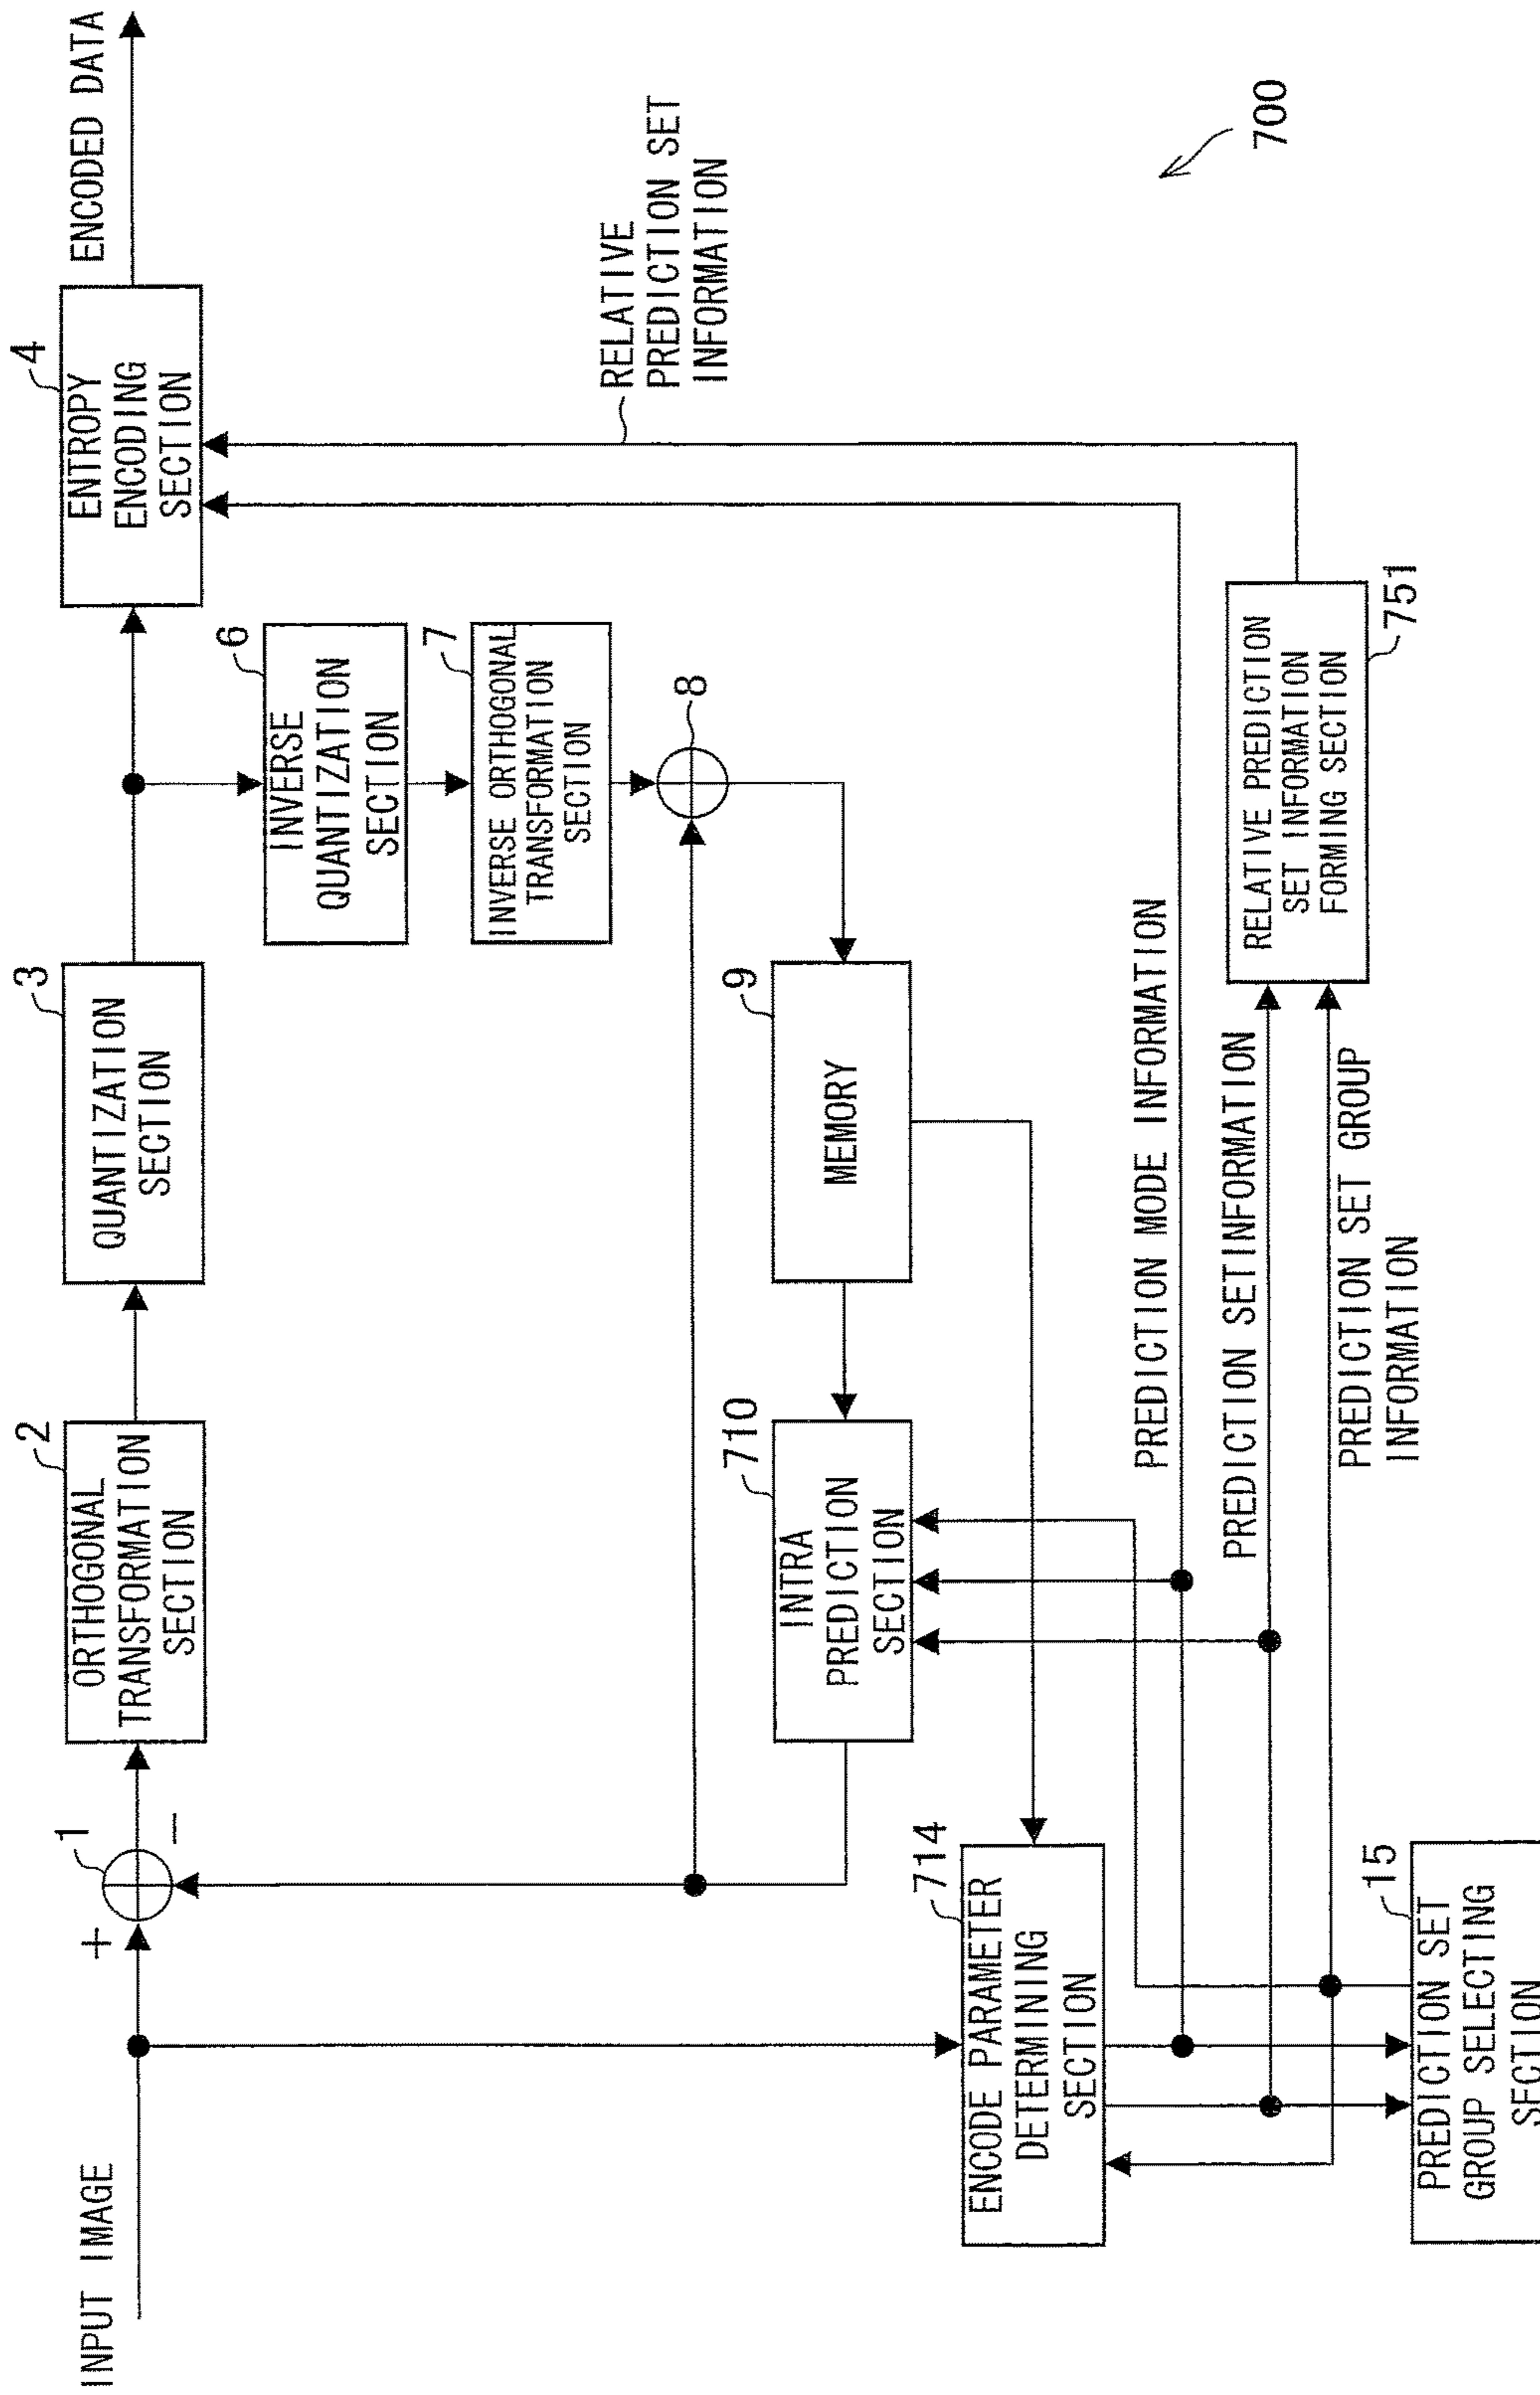 INPUT IMAGE
+
1
−
2
ORTHOGONAL
TRANSFORMATION
SECTION
3
QUANTIZATION
SECTION
4
ENTROPY
ENCODING
SECTION
ENCODED DATA
6
INVERSE
QUANTIZATION
SECTION
7
INVERSE ORTHOGONAL
TRANSFORMATION
SECTION
8
RELATIVE
PREDICTION SET
INFORMATION
710
INTRA
PREDICTION
SECTION
9
MEMORY
714
ENCODE PARAMETER
DETERMINING
SECTION
PREDICTION MODE INFORMATION
PREDICTION SETINFORMATION
PREDICTION SET GROUP
INFORMATION
RELATIVE PREDICTION
SET INFORMATION
FORMING SECTION
751
700
15
PREDICTION SET
GROUP SELECTING
SECTION